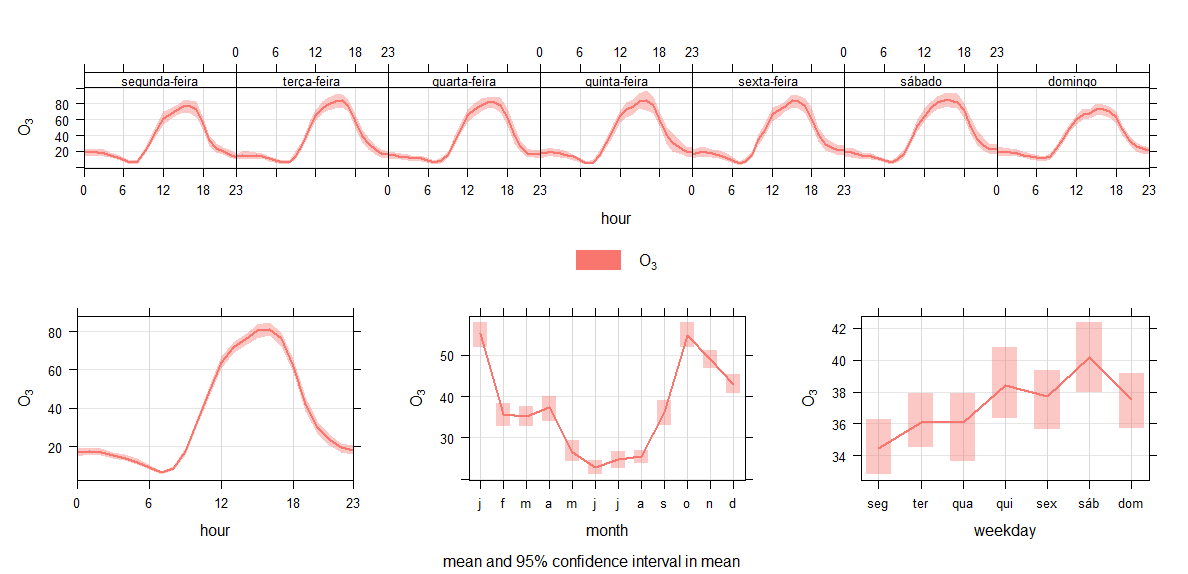 0 6 12 18 23 0 6 12 18 23 0 6 12 18 23
segunda-feira terça-feira quarta-feira quinta-feira sexta-feira sábado domingo
80
60
40
20
O3
0 6 12 18 23 0 6 12 18 23 0 6 12 18 23 0 6 12 18 23
hour
O3
80
60
40
20
O3
0 6 12 18 23
hour
50
40
30
O3
j f m a m j j a s o n d
month
42
40
38
36
34
O3
seg ter qua qui sex sáb dom
weekday
mean and 95% confidence interval in mean